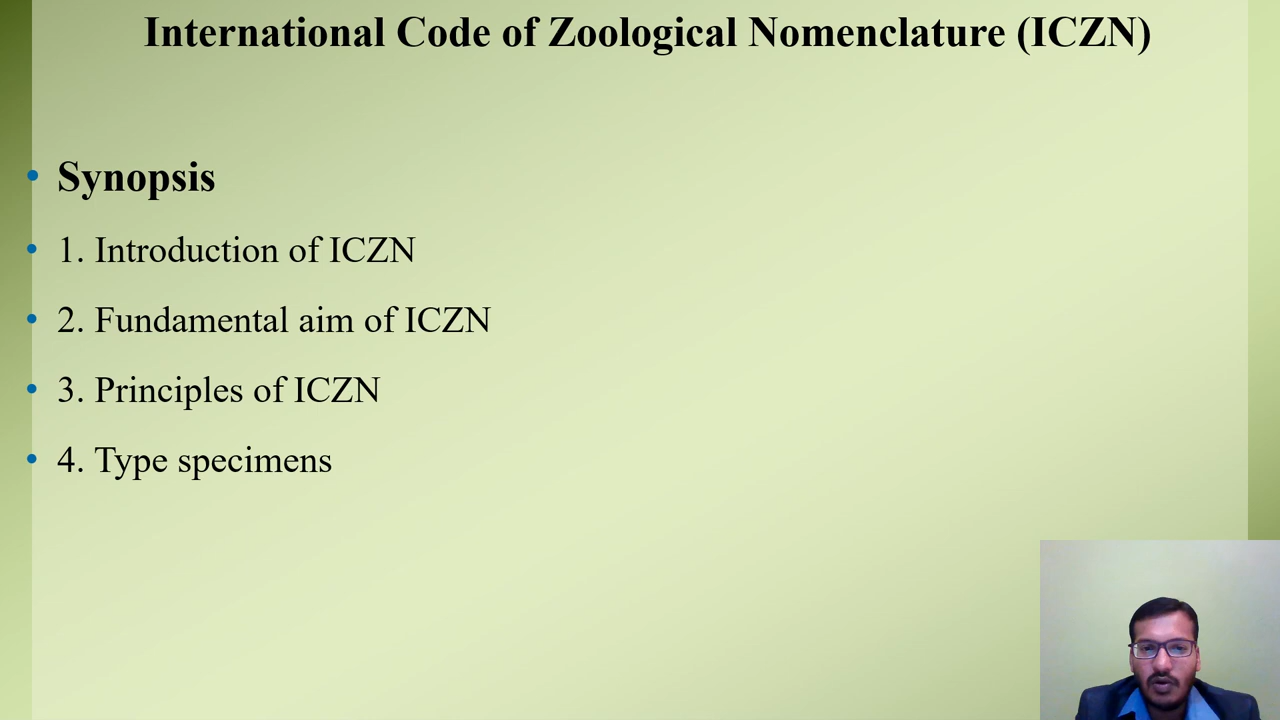 International Code of Zoological Nomenclature (ICZN)
• Synopsis
• 1. Introduction of ICZN
• 2. Fundamental aim of ICZN
• 3. Principles of ICZN
• 4. Type specimens